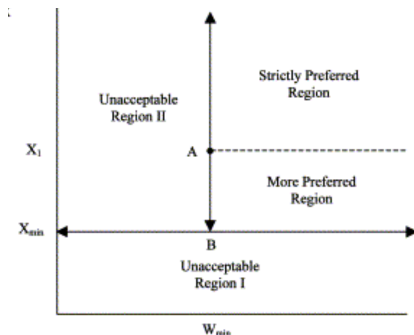 Strictly Preferred
Region
Unacceptable
Region II
X₁
A
More Preferred
Region
Xmin
B
Unacceptable
Region I
Wmin